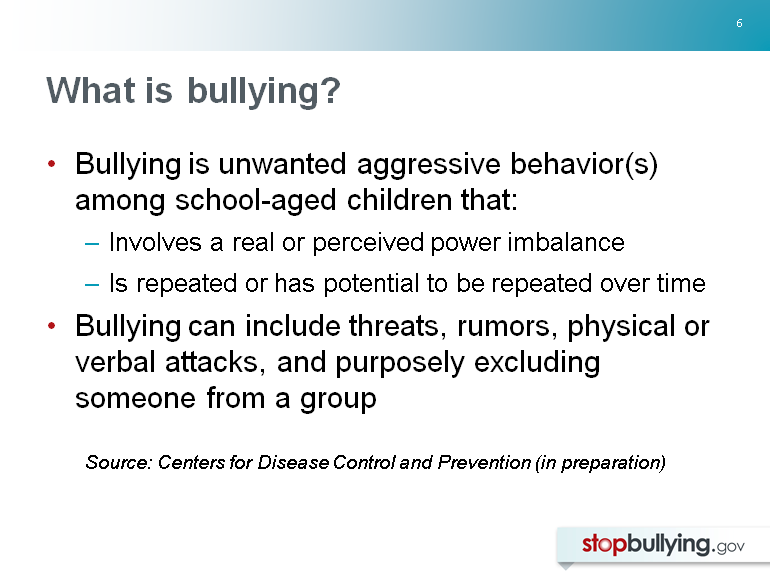 6
What is bullying?
• Bullying is unwanted aggressive behavior(s)
among school-aged children that:
– Involves a real or perceived power imbalance
– Is repeated or has potential to be repeated over time
• Bullying can include threats, rumors, physical or
verbal attacks, and purposely excluding
someone from a group
Source: Centers for Disease Control and Prevention (in preparation)
stopbullying.gov